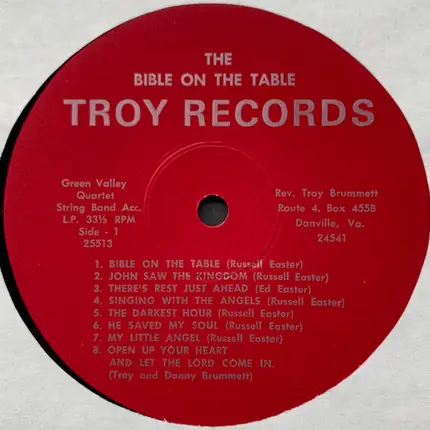 THE
BIBLE ON THE TABLE
TROY RECORDS
Green Valley
Quartet
String Band Acc.
L.P. 33⅓ RPM
Side - 1
25513
Rev. Troy Brummett
Route 4, Box 455B
Danville, Va.
24541
1. BIBLE ON THE TABLE (Russell Easter)
2. JOHN SAW THE KINGDOM (Russell Easter)
3. THERE'S REST JUST AHEAD (Ed Easter)
4. SINGING WITH THE ANGELS (Russell Easter)
5. THE DARKEST HOUR (Russell Easter)
6. HE SAVED MY SOUL (Russell Easter)
7. MY LITTLE ANGEL (Russell Easter)
8. OPEN UP YOUR HEART
AND LET THE LORD COME IN.
(Troy and Danny Brummett)